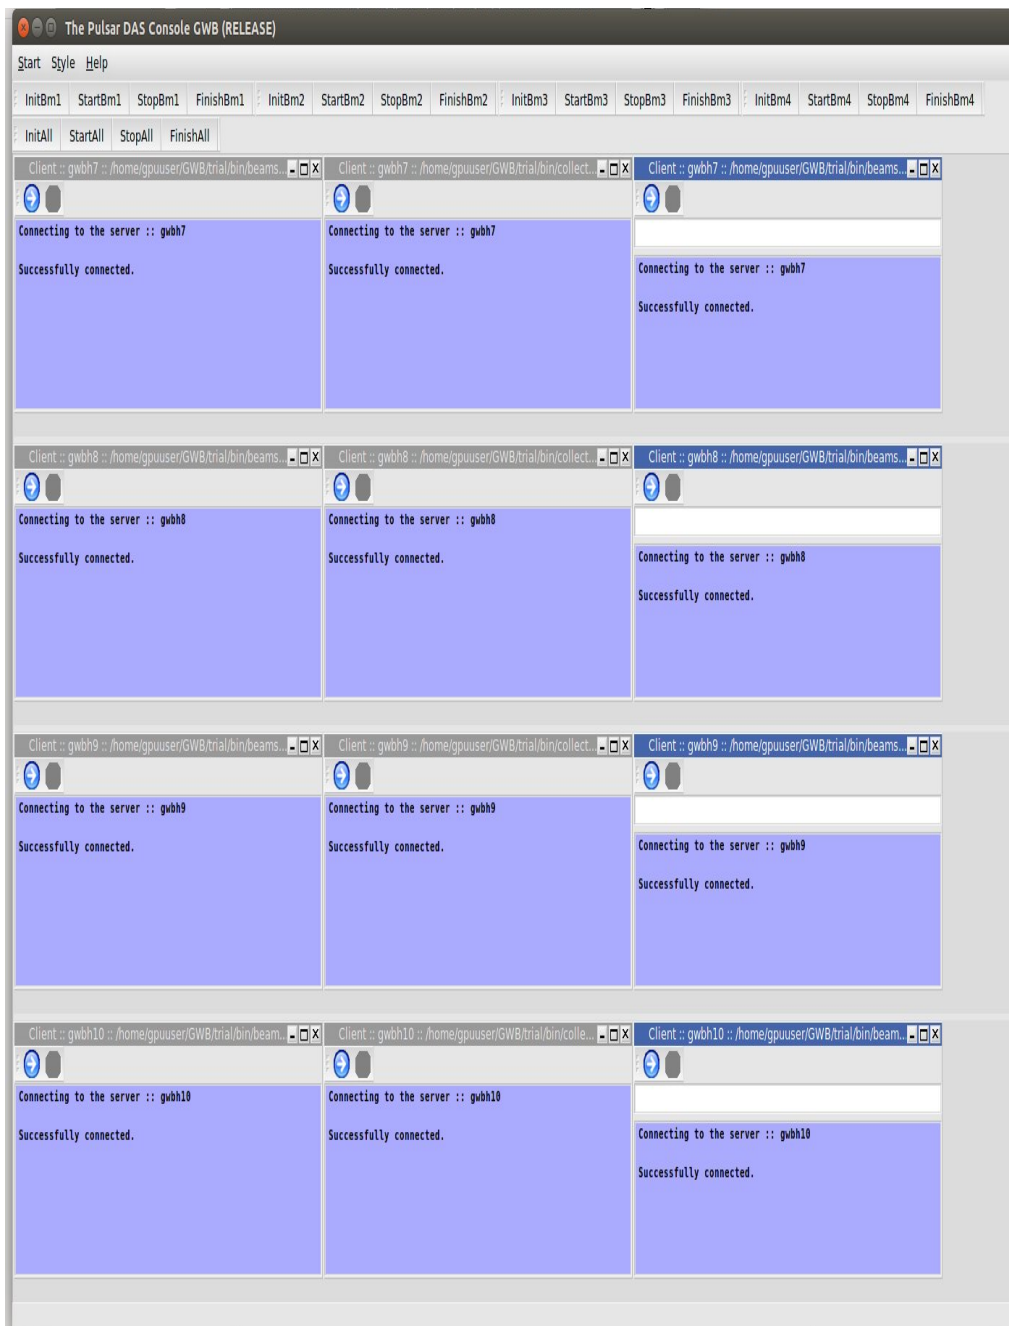 The Pulsar DAS Console GWB (RELEASE)
Start Style Help
InitBm1 StartBm1 StopBm1 FinishBm1 InitBm2 StartBm2 StopBm2 FinishBm2 InitBm3 StartBm3 StopBm3 FinishBm3 InitBm4 StartBm4 StopBm4 FinishBm4
InitAll StartAll StopAll FinishAll
Client :: gwbh7 :: /home/gpuuser/GWB/trial/bin/beams...
Connecting to the server :: gwbh7
Successfully connected.
Client :: gwbh7 :: /home/gpuuser/GWB/trial/bin/collect...
Connecting to the server :: gwbh7
Successfully connected.
Client :: gwbh7 :: /home/gpuuser/GWB/trial/bin/beams...
Connecting to the server :: gwbh7
Successfully connected.
Client :: gwbh8 :: /home/gpuuser/GWB/trial/bin/beams...
Connecting to the server :: gwbh8
Successfully connected.
Client :: gwbh8 :: /home/gpuuser/GWB/trial/bin/collect...
Connecting to the server :: gwbh8
Successfully connected.
Client :: gwbh8 :: /home/gpuuser/GWB/trial/bin/beams...
Connecting to the server :: gwbh8
Successfully connected.
Client :: gwbh9 :: /home/gpuuser/GWB/trial/bin/beams...
Connecting to the server :: gwbh9
Successfully connected.
Client :: gwbh9 :: /home/gpuuser/GWB/trial/bin/collect...
Connecting to the server :: gwbh9
Successfully connected.
Client :: gwbh9 :: /home/gpuuser/GWB/trial/bin/beams...
Connecting to the server :: gwbh9
Successfully connected.
Client :: gwbh10 :: /home/gpuuser/GWB/trial/bin/beam...
Connecting to the server :: gwbh10
Successfully connected.
Client :: gwbh10 :: /home/gpuuser/GWB/trial/bin/colle...
Connecting to the server :: gwbh10
Successfully connected.
Client :: gwbh10 :: /home/gpuuser/GWB/trial/bin/beam...
Connecting to the server :: gwbh10
Successfully connected.